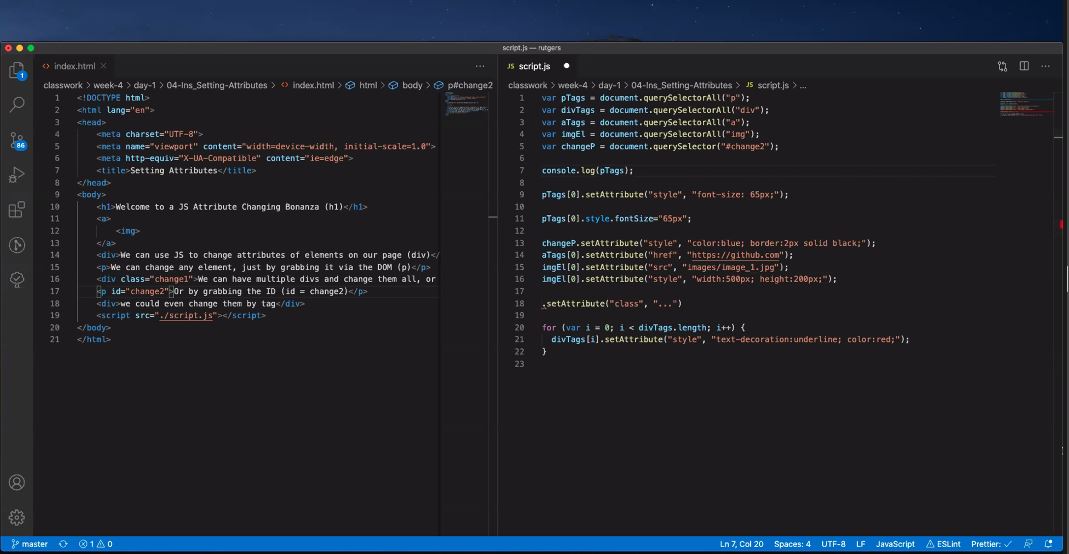 script.js — rutgers
index.html
script.js
classwork > week-4 > day-1 > 04-Ins_Setting-Attributes > index.html > html > body > p#change2
1 <!DOCTYPE html>
2 <html lang="en">
3 <head>
4 <meta charset="UTF-8">
5 <meta name="viewport" content="width=device-width, initial-scale=1.0">
6 <meta http-equiv="X-UA-Compatible" content="ie=edge">
7 <title>Setting Attributes</title>
8 </head>
9 <body>
10 <h1>Welcome to a JS Attribute Changing Bonanza (h1)</h1>
11 <a>
12 <img>
13 </a>
14 <div>We can use JS to change attributes of elements on our page (div)</
15 <p>We can change any element, just by grabbing it via the DOM (p)</p>
16 <div class="change1">We can have multiple divs and change them all, or
17 <p id="change2">Or by grabbing the ID (id = change2)</p>
18 <div>we could even change them by tag</div>
19 <script src="./script.js"></script>
20 </body>
21 </html>
classwork > week-4 > day-1 > 04-Ins_Setting-Attributes > JS script.js > ...
1 var pTags = document.querySelectorAll("p");
2 var divTags = document.querySelectorAll("div");
3 var aTags = document.querySelectorAll("a");
4 var imgEl = document.querySelectorAll("img");
5 var changeP = document.querySelector("#change2");
6
7 console.log(pTags);
8
9 pTags[0].setAttribute("style", "font-size: 65px;");
10
11 pTags[0].style.fontSize="65px";
12
13 changeP.setAttribute("style", "color:blue; border:2px solid black;");
14 aTags[0].setAttribute("href", "https://github.com");
15 imgEl[0].setAttribute("src", "images/image_1.jpg");
16 imgEl[0].setAttribute("style", "width:500px; height:200px;");
17
18 .setAttribute("class", "...")
19
20 for (var i = 0; i < divTags.length; i++) {
21 divTags[i].setAttribute("style", "text-decoration:underline; color:red;");
22 }
23
1
86
master 1 0 Ln 7, Col 20 Spaces: 4 UTF-8 LF JavaScript ESLint Prettier: ✓